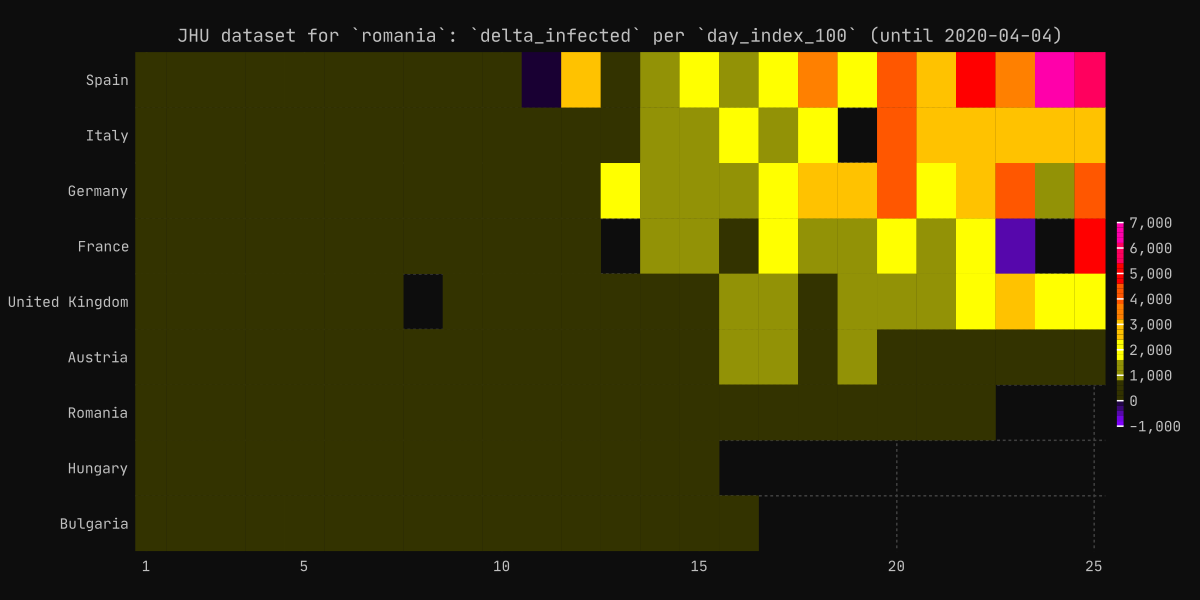 JHU dataset for `romania`: `delta_infected` per `day_index_100` (until 2020-04-04)
Spain
Italy
Germany
France
United Kingdom
Austria
Romania
Hungary
Bulgaria
1 5 10 15 20 25
7,000
6,000
5,000
4,000
3,000
2,000
1,000
0
-1,000